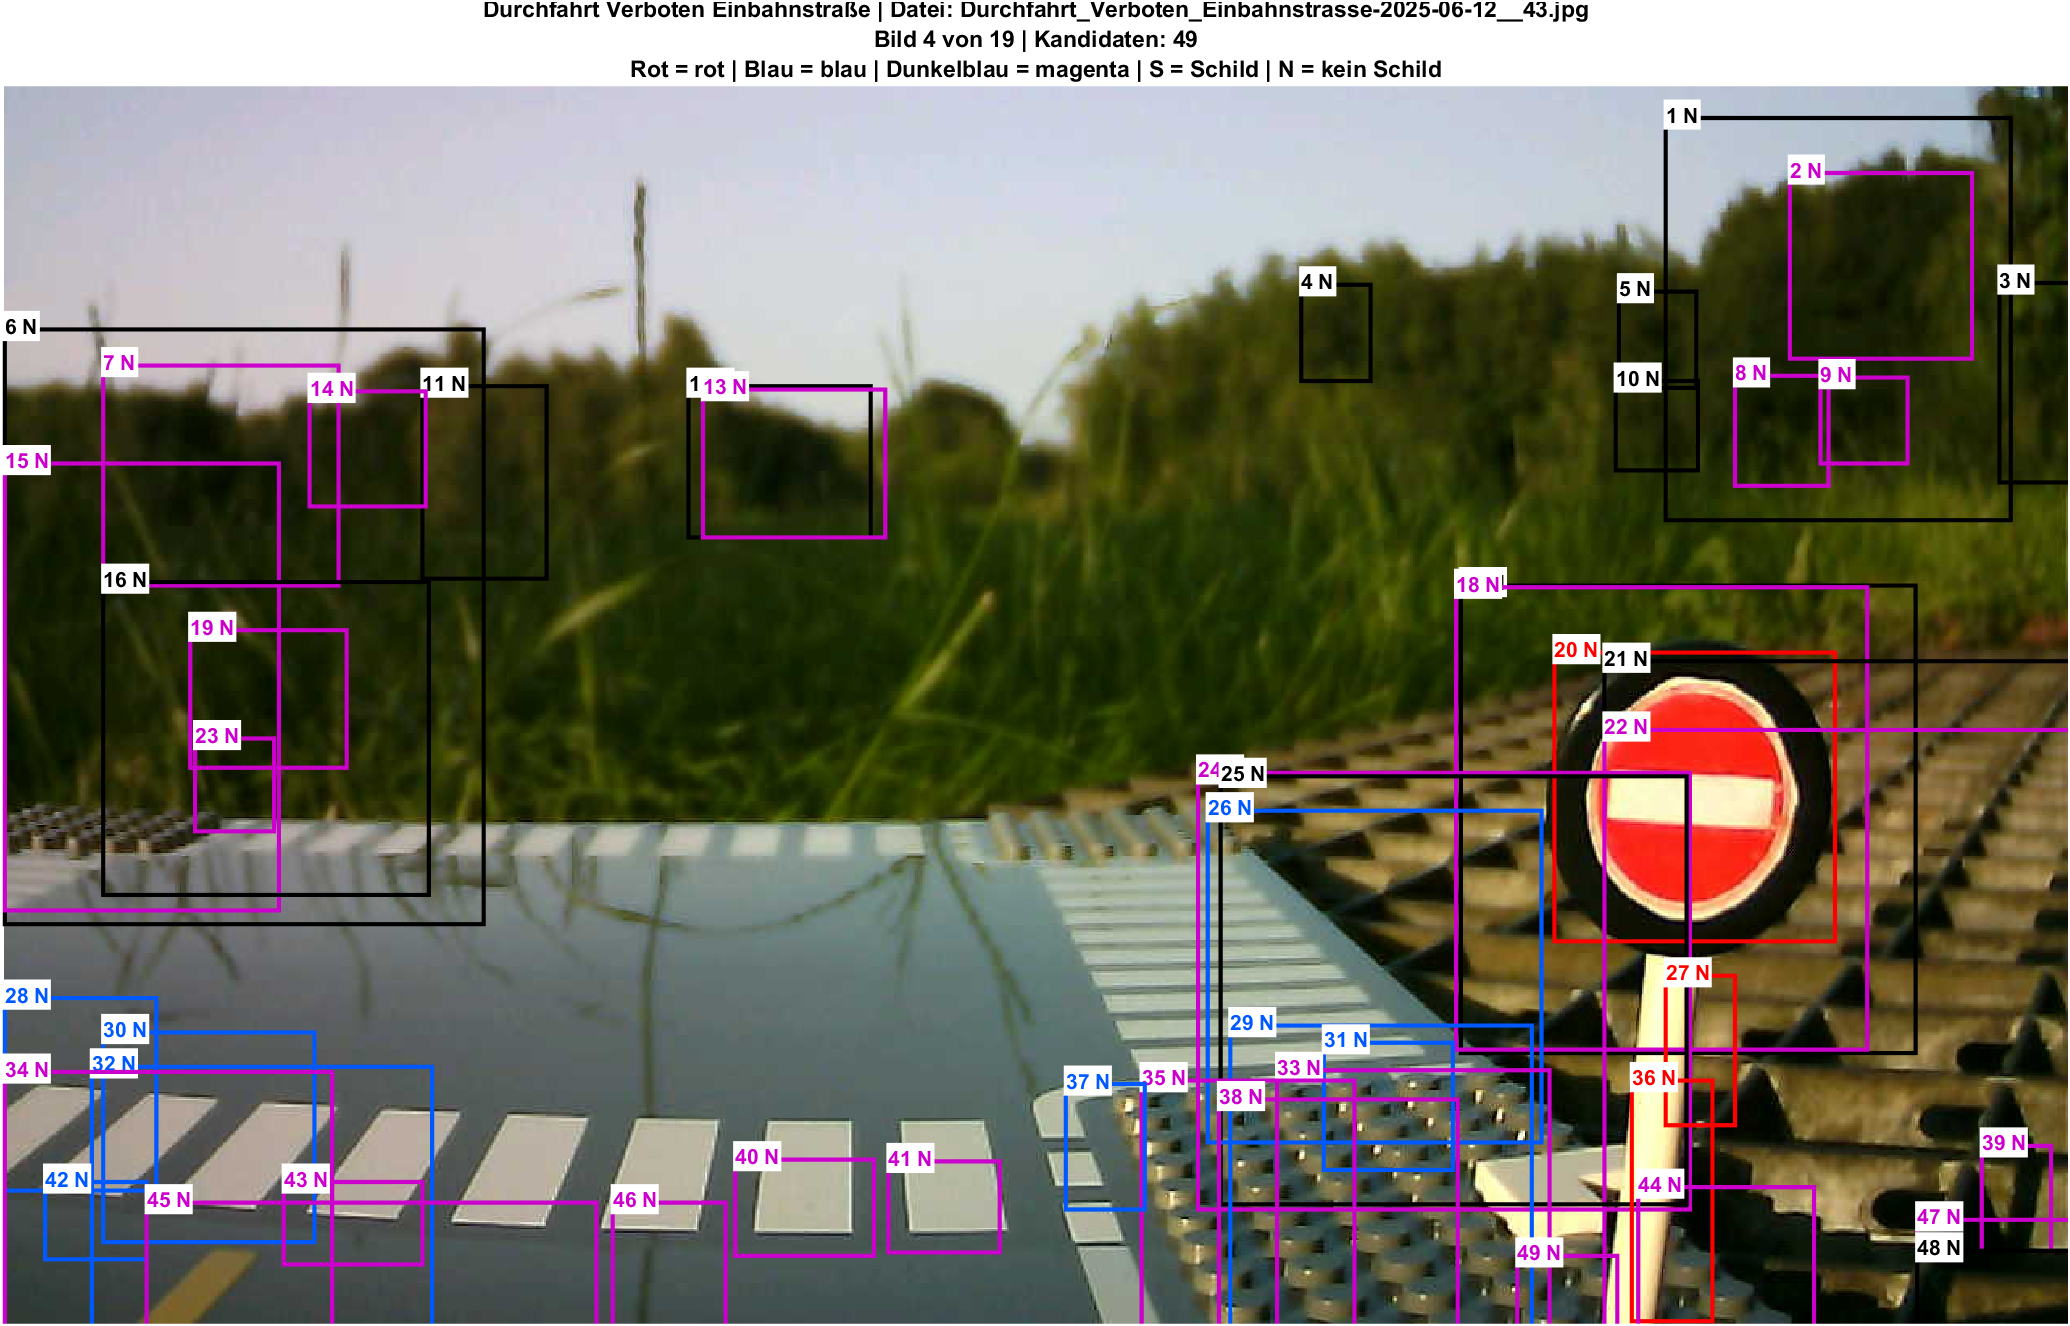 Durchfahrt Verboten Einbahnstraße | Datei: Durchfahrt_Verboten_Einbahnstrasse-2025-06-12__43.jpg
Bild 4 von 19 | Kandidaten: 49
Rot = rot | Blau = blau | Dunkelblau = magenta | S = Schild | N = kein Schild
1 N
2 N
3 N
4 N
5 N
6 N
7 N
8 N
9 N
10 N
11 N
13 N
14 N
15 N
16 N
18 N
19 N
20 N
21 N
22 N
23 N
24
25 N
26 N
27 N
28 N
29 N
30 N
31 N
32 N
33 N
34 N
35 N
36 N
37 N
38 N
39 N
40 N
41 N
42 N
43 N
44 N
45 N
46 N
47 N
48 N
49 N